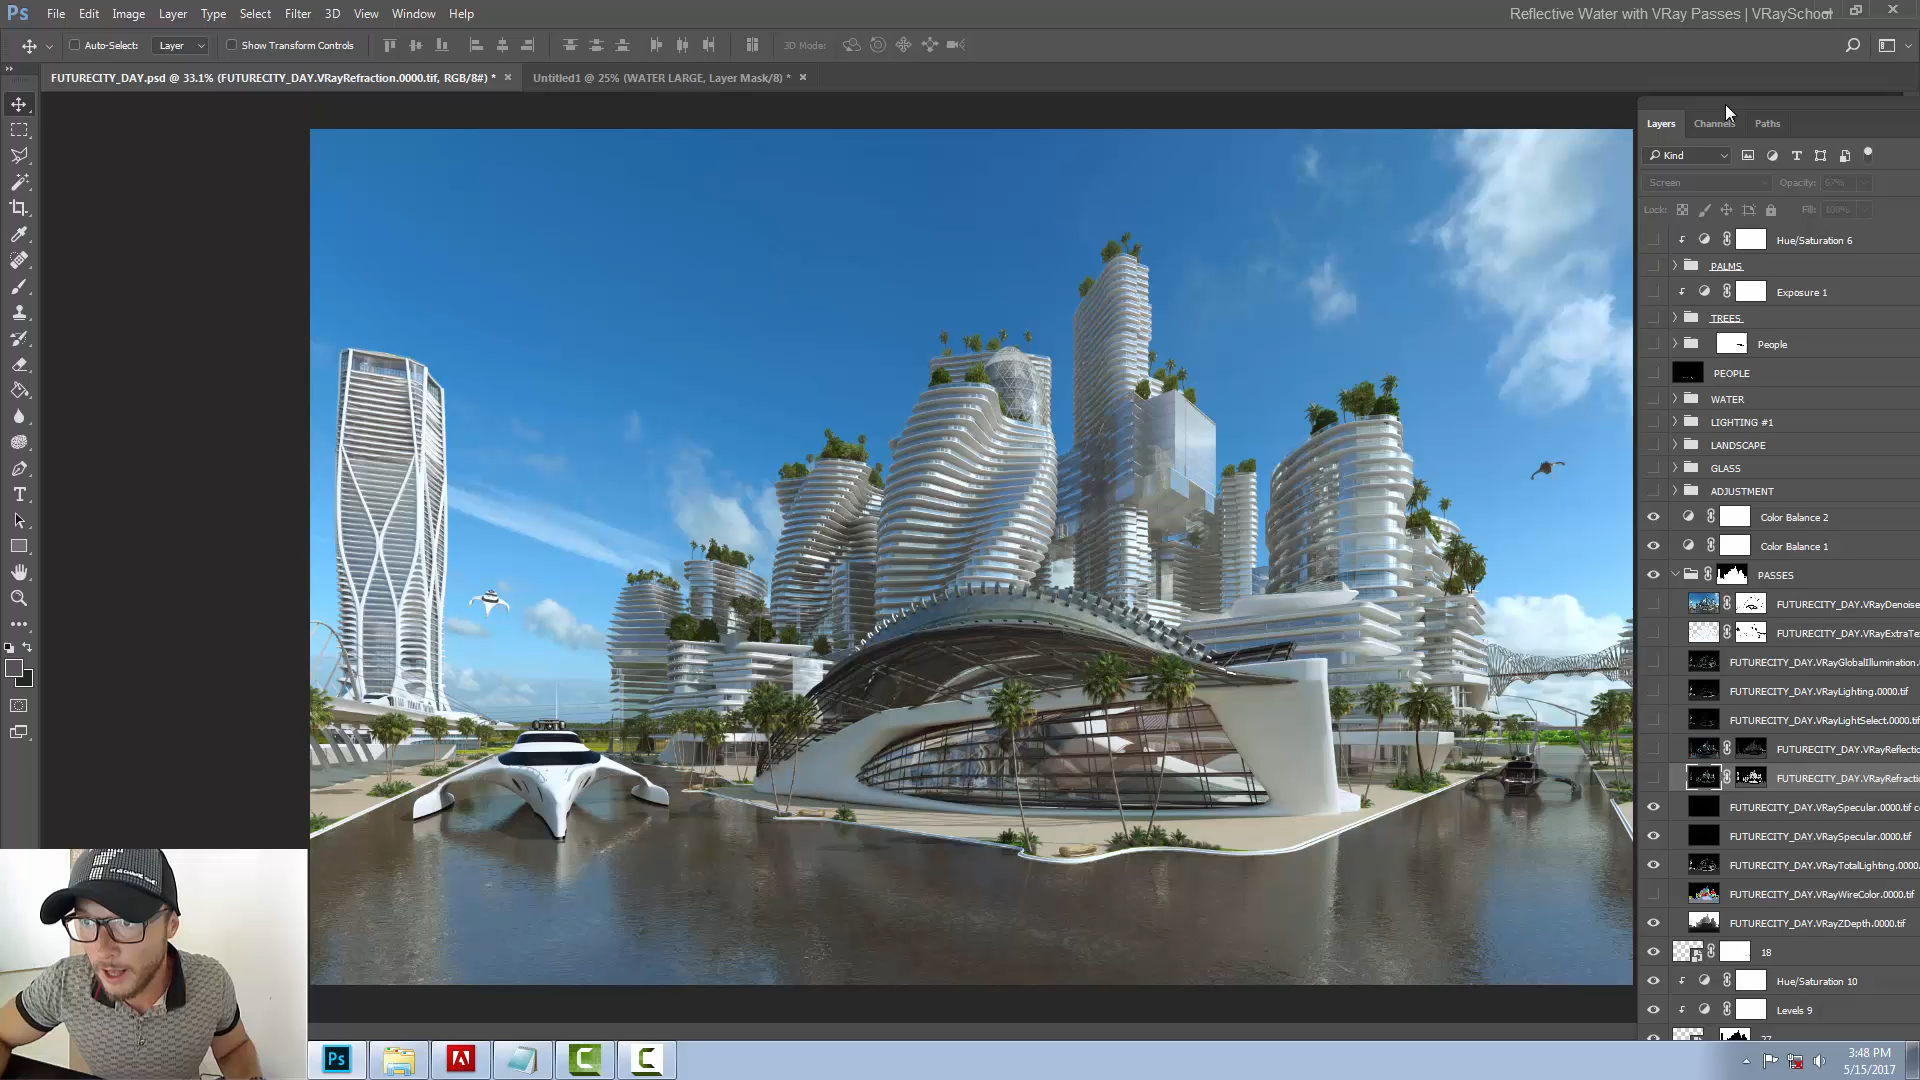 Ps File Edit Image Layer Type Select Filter 3D View Window Help
Reflective Water with VRay Passes | VRaySchool
Auto-Select: Layer Show Transform Controls 3D Mode:
FUTURECITY_DAY.psd @ 33.1% (FUTURECITY_DAY.VRayRefraction.0000.tif, RGB/8#) * × Untitled1 @ 25% (WATER LARGE, Layer Mask/8) * ×
Layers Channels Paths
Kind
Screen Opacity: 67%
Lock: Fill: 100%
Hue/Saturation 6
PALMS
Exposure 1
TREES
People
PEOPLE
WATER
LIGHTING #1
LANDSCAPE
GLASS
ADJUSTMENT
Color Balance 2
Color Balance 1
PASSES
FUTURECITY_DAY.VRayDenoise
FUTURECITY_DAY.VRayExtraTe
FUTURECITY_DAY.VRayGlobalIllumination.
FUTURECITY_DAY.VRayLighting.0000.tif
FUTURECITY_DAY.VRayLightSelect.0000.tif
FUTURECITY_DAY.VRayReflectio
FUTURECITY_DAY.VRayRefractio
FUTURECITY_DAY.VRaySpecular.0000.tif c
FUTURECITY_DAY.VRaySpecular.0000.tif
FUTURECITY_DAY.VRayTotalLighting.0000.
FUTURECITY_DAY.VRayWireColor.0000.tif
FUTURECITY_DAY.VRayZDepth.0000.tif
18
Hue/Saturation 10
Levels 9
27
Ps
3:48 PM
5/15/2017